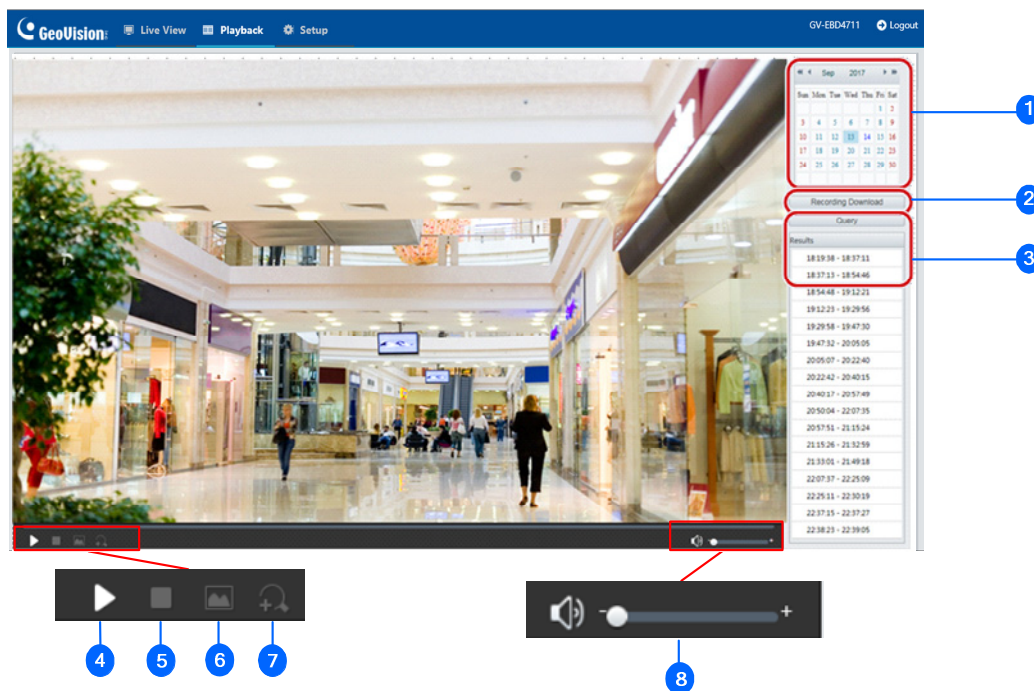 GeoVision
Live View
Playback
Setup
GV-EBD4711
Logout
Sep 2017
Sun Mon Tue Wed Thu Fri Sat
1 2
3 4 5 6 7 8 9
10 11 12 13 14 15 16
17 18 19 20 21 22 23
24 25 26 27 28 29 30
1
Recording Download
2
Query
Results
3
18:19:38 - 18:37:11
18:37:13 - 18:54:46
18:54:48 - 19:12:21
19:12:23 - 19:29:56
19:29:58 - 19:47:30
19:47:32 - 20:05:05
20:05:07 - 20:22:40
20:22:42 - 20:40:15
20:40:17 - 20:57:49
20:50:04 - 22:07:35
20:57:51 - 21:15:24
21:15:26 - 21:32:59
21:33:01 - 21:49:18
22:07:37 - 22:25:09
22:25:11 - 22:30:19
22:37:15 - 22:37:27
22:38:23 - 22:39:05
- +
- +
4
5
6
7
8